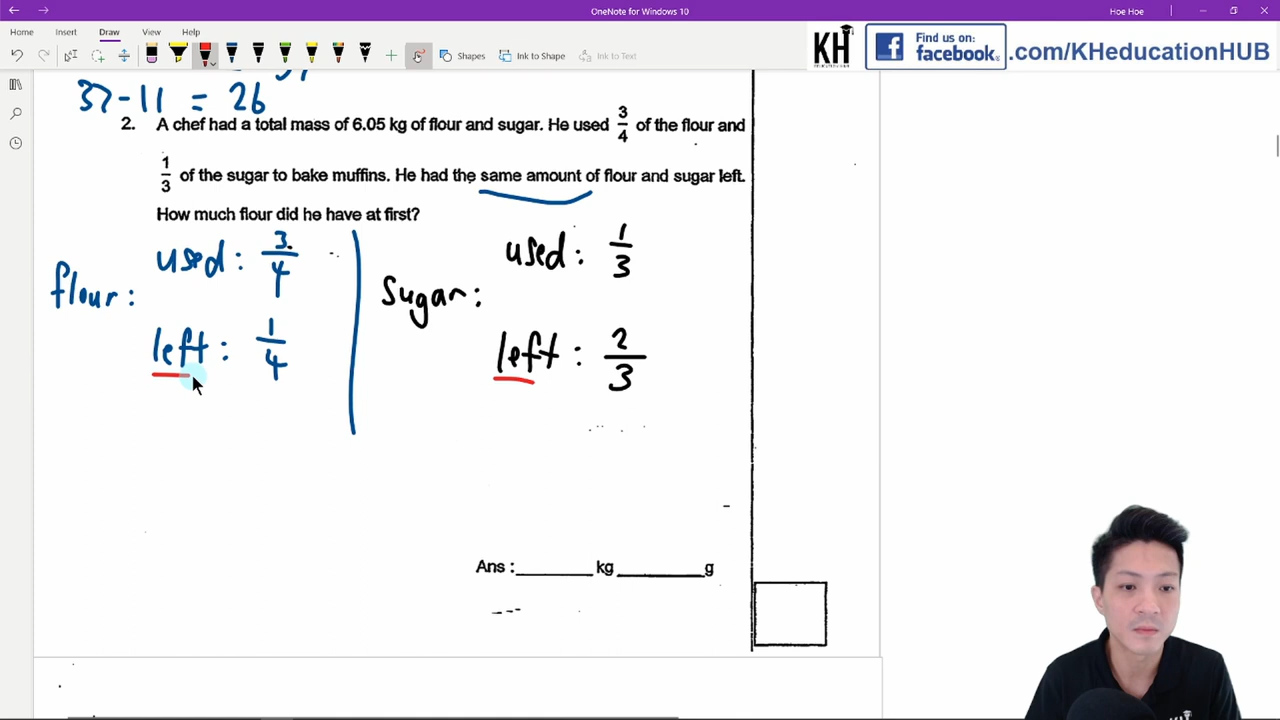 OneNote for Windows 10
Hoe Hoe
Home Insert Draw View Help
Shapes Ink to Shape Ink to Text
KH
Find us on:
facebook.
.com/KHeducationHUB
37-11 = 26
2. A chef had a total mass of 6.05 kg of flour and sugar. He used 3/4 of the flour and
1/3 of the sugar to bake muffins. He had the same amount of flour and sugar left.
How much flour did he have at first?
flour: used: 3/4
left: 1/4
Sugar: used: 1/3
left: 2/3
Ans : ________ kg ________ g